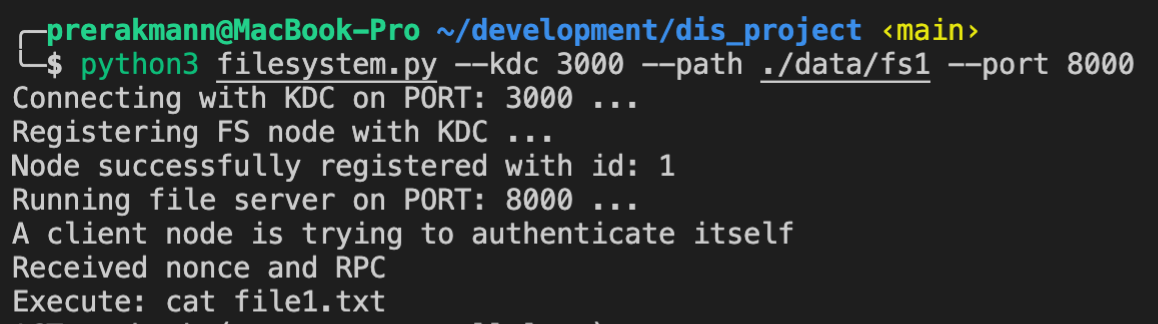 prerakmann@MacBook-Pro ~/development/dis_project ‹main›
$ python3 filesystem.py --kdc 3000 --path ./data/fs1 --port 8000
Connecting with KDC on PORT: 3000 ...
Registering FS node with KDC ...
Node successfully registered with id: 1
Running file server on PORT: 8000 ...
A client node is trying to authenticate itself
Received nonce and RPC
Execute: cat file1.txt